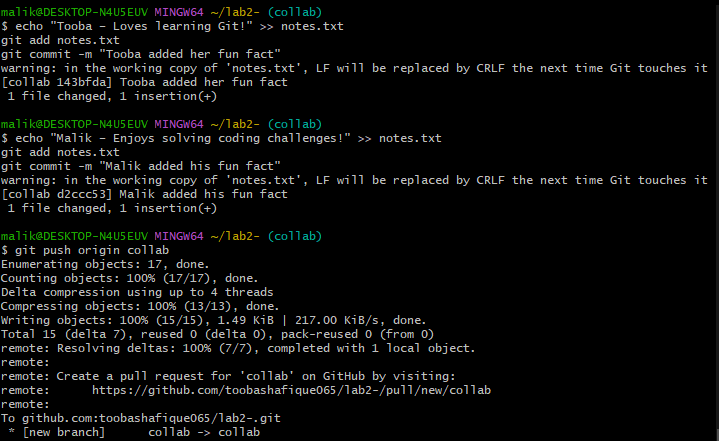 malik@DESKTOP-N4U5EUV MINGW64 ~/lab2- (collab)
$ echo "Tooba – Loves learning Git!" >> notes.txt
git add notes.txt
git commit -m "Tooba added her fun fact"
warning: in the working copy of 'notes.txt', LF will be replaced by CRLF the next time Git touches it
[collab 143bfda] Tooba added her fun fact
 1 file changed, 1 insertion(+)

malik@DESKTOP-N4U5EUV MINGW64 ~/lab2- (collab)
$ echo "Malik – Enjoys solving coding challenges!" >> notes.txt
git add notes.txt
git commit -m "Malik added his fun fact"
warning: in the working copy of 'notes.txt', LF will be replaced by CRLF the next time Git touches it
[collab d2ccc53] Malik added his fun fact
 1 file changed, 1 insertion(+)

malik@DESKTOP-N4U5EUV MINGW64 ~/lab2- (collab)
$ git push origin collab
Enumerating objects: 17, done.
Counting objects: 100% (17/17), done.
Delta compression using up to 4 threads
Compressing objects: 100% (13/13), done.
Writing objects: 100% (15/15), 1.49 KiB | 217.00 KiB/s, done.
Total 15 (delta 7), reused 0 (delta 0), pack-reused 0 (from 0)
remote: Resolving deltas: 100% (7/7), completed with 1 local object.
remote:
remote: Create a pull request for 'collab' on GitHub by visiting:
remote:      https://github.com/toobashafique065/lab2-/pull/new/collab
remote:
To github.com:toobashafique065/lab2-.git
 * [new branch]      collab -> collab